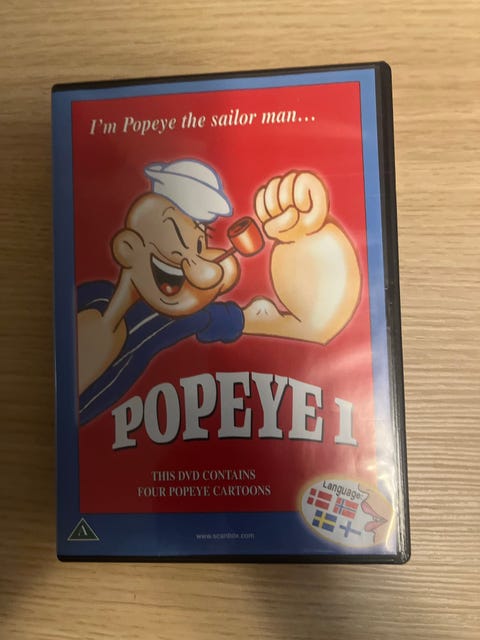 I'm Popeye the sailor man...
POPEYE 1
THIS DVD CONTAINS
FOUR POPEYE CARTOONS
Language:
A
www.scanbox.com